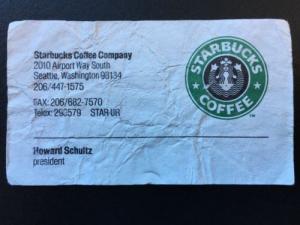 Starbucks Coffee Company
2010 Airport Way South
Seattle, Washington 98134
206/447-1575
FAX: 206/682-7570
Telex: 290579 STAR UR
STARBUCKS
COFFEE
TM
Howard Schultz
president